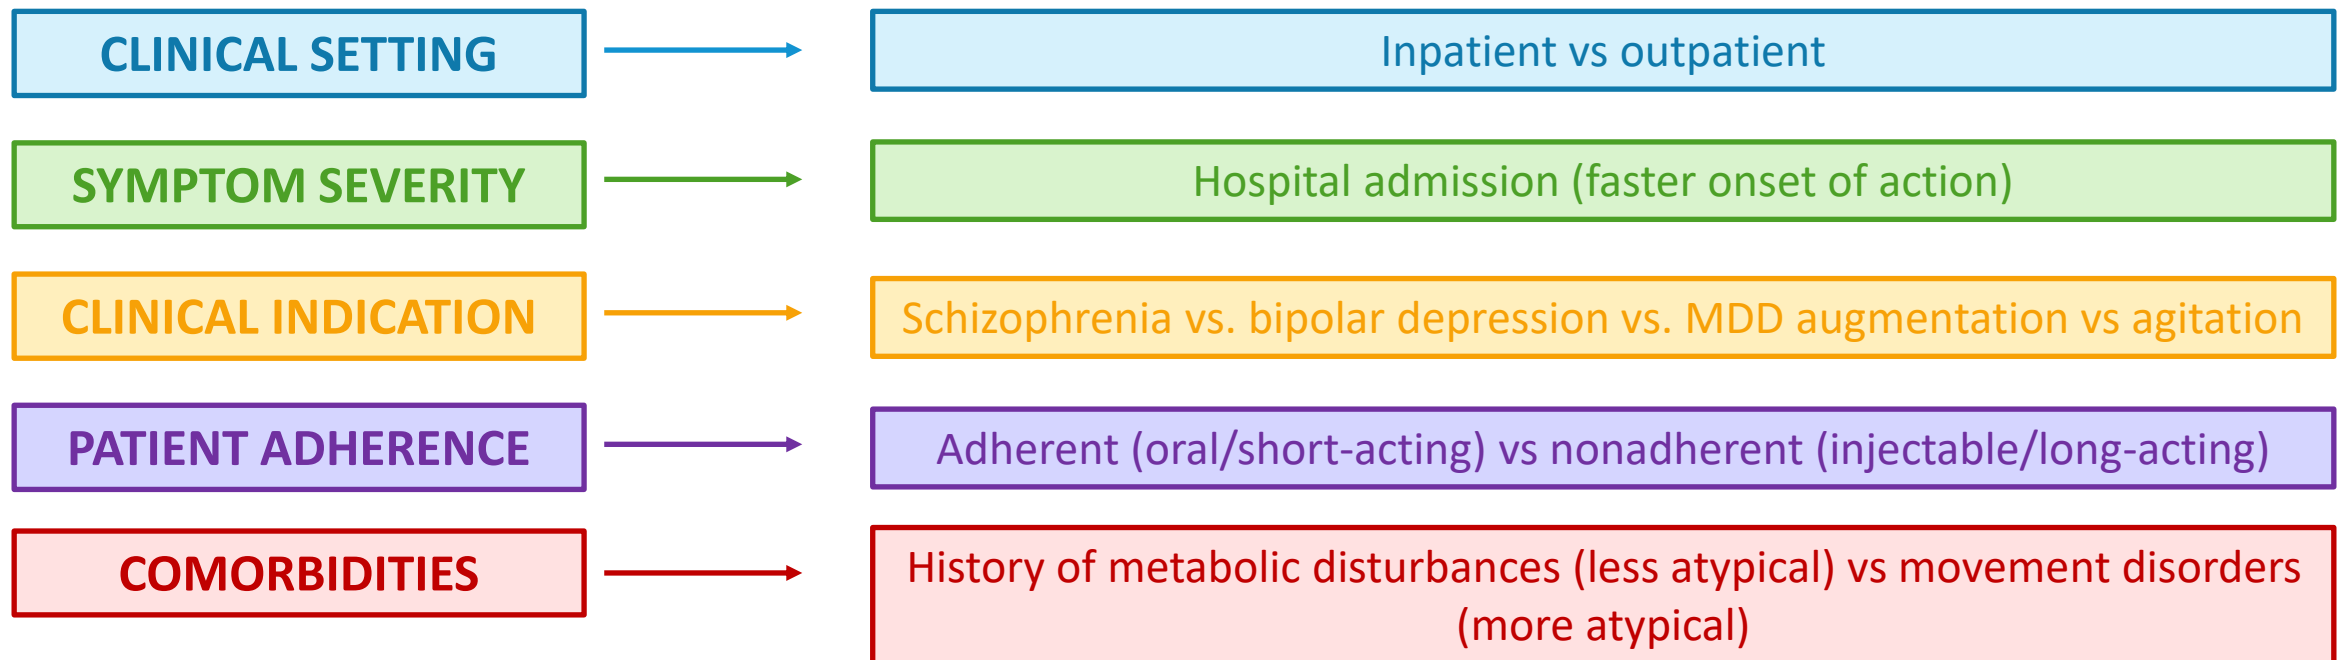 CLINICAL SETTING
Inpatient vs outpatient
SYMPTOM SEVERITY
Hospital admission (faster onset of action)
CLINICAL INDICATION
Schizophrenia vs. bipolar depression vs. MDD augmentation vs agitation
PATIENT ADHERENCE
Adherent (oral/short-acting) vs nonadherent (injectable/long-acting)
COMORBIDITIES
History of metabolic disturbances (less atypical) vs movement disorders
(more atypical)